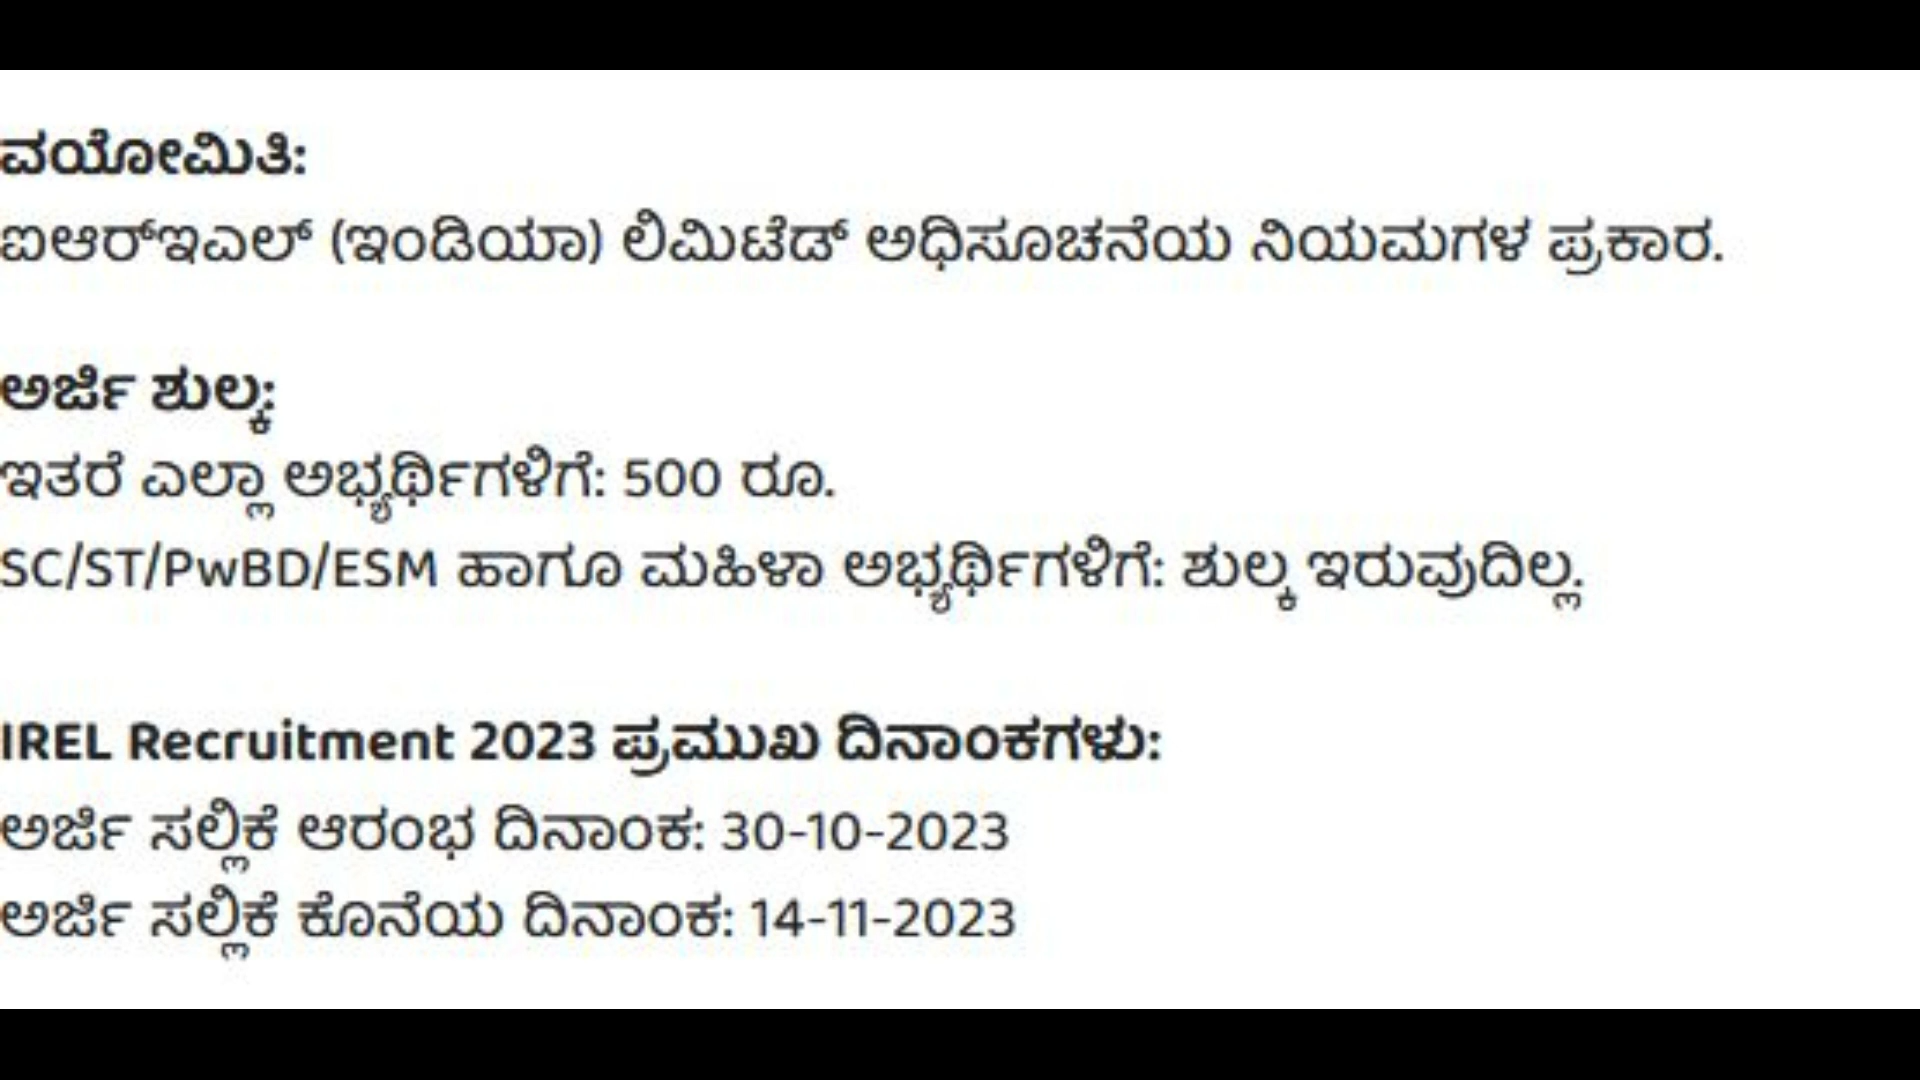 ವಯೋಮಿತಿ:
ಐಆರ್‌ಇಎಲ್ (ಇಂಡಿಯಾ) ಲಿಮಿಟೆಡ್ ಅಧಿಸೂಚನೆಯ ನಿಯಮಗಳ ಪ್ರಕಾರ.
ಅರ್ಜಿ ಶುಲ್ಕ:
ಇತರೆ ಎಲ್ಲಾ ಅಭ್ಯರ್ಥಿಗಳಿಗೆ: 500 ರೂ.
SC/ST/PwBD/ESM ಹಾಗೂ ಮಹಿಳಾ ಅಭ್ಯರ್ಥಿಗಳಿಗೆ: ಶುಲ್ಕ ಇರುವುದಿಲ್ಲ.
IREL Recruitment 2023 ಪ್ರಮುಖ ದಿನಾಂಕಗಳು:
ಅರ್ಜಿ ಸಲ್ಲಿಕೆ ಆರಂಭ ದಿನಾಂಕ: 30-10-2023
ಅರ್ಜಿ ಸಲ್ಲಿಕೆ ಕೊನೆಯ ದಿನಾಂಕ: 14-11-2023